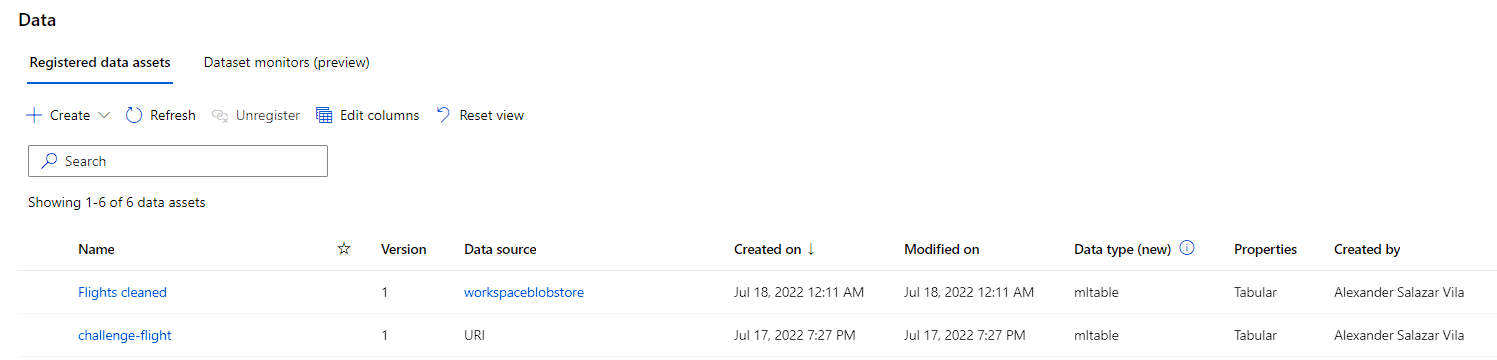 Data
Registered data assets Dataset monitors (preview)
Create Refresh Unregister Edit columns Reset view
Search
Showing 1-6 of 6 data assets
Name Version Data source Created on Modified on Data type (new) Properties Created by
Flights cleaned 1 workspaceblobstore Jul 18, 2022 12:11 AM Jul 18, 2022 12:11 AM mltable Tabular Alexander Salazar Vila
challenge-flight 1 URI Jul 17, 2022 7:27 PM Jul 17, 2022 7:27 PM mltable Tabular Alexander Salazar Vila